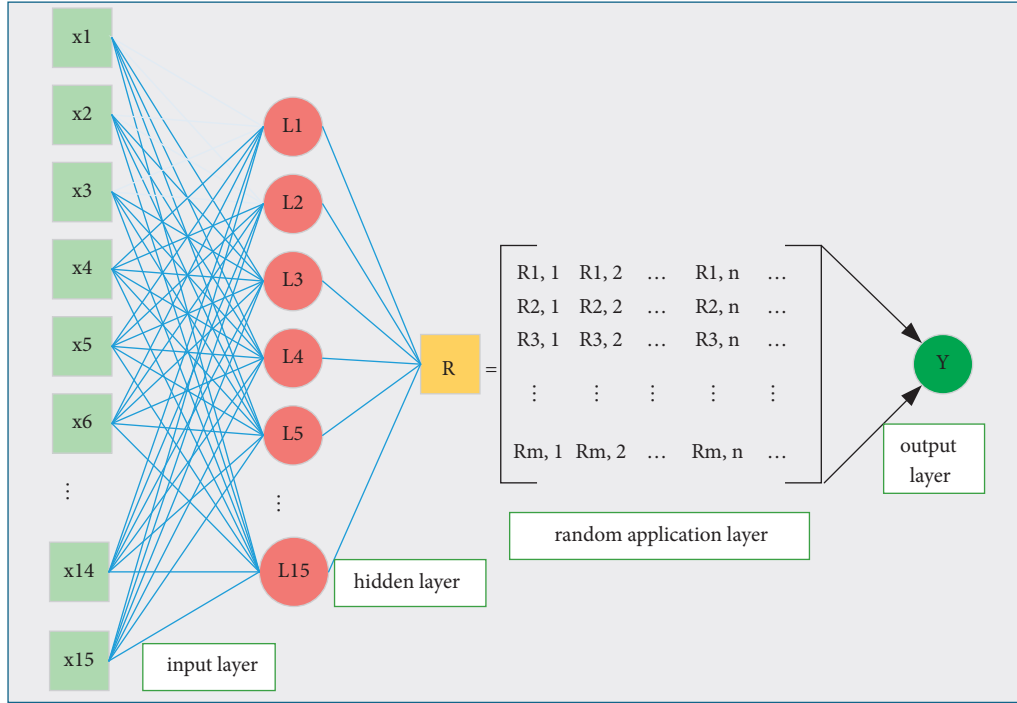 x1
x2
x3
x4
x5
x6
⋮
x14
x15
input layer
L1
L2
L3
L4
L5
⋮
L15
hidden layer
R
=
R1, 1 R1, 2 … R1, n …
R2, 1 R2, 2 … R2, n …
R3, 1 R3, 2 … R3, n …
⋮ ⋮ ⋮ ⋮ ⋮
Rm, 1 Rm, 2 … Rm, n …
random application layer
Y
output
layer